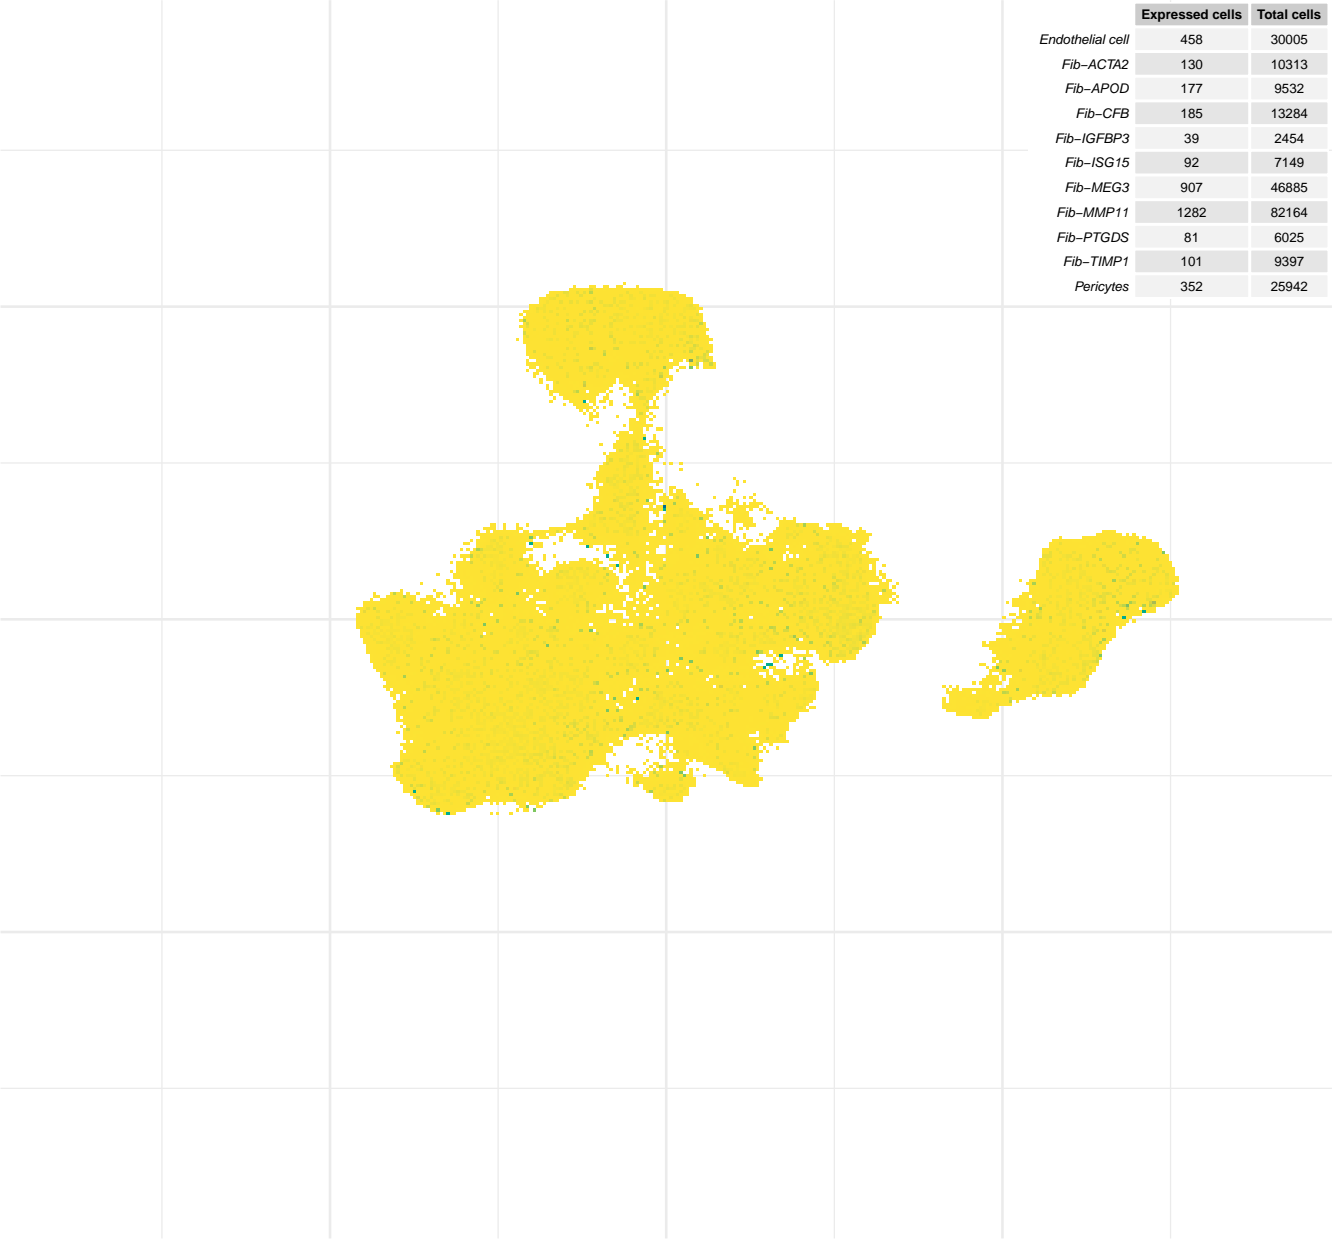 Expressed cells Total cells
Endothelial cell 458 30005
Fib−ACTA2 130 10313
Fib−APOD 177 9532
Fib−CFB 185 13284
Fib−IGFBP3 39 2454
Fib−ISG15 92 7149
Fib−MEG3 907 46885
Fib−MMP11 1282 82164
Fib−PTGDS 81 6025
Fib−TIMP1 101 9397
Pericytes 352 25942